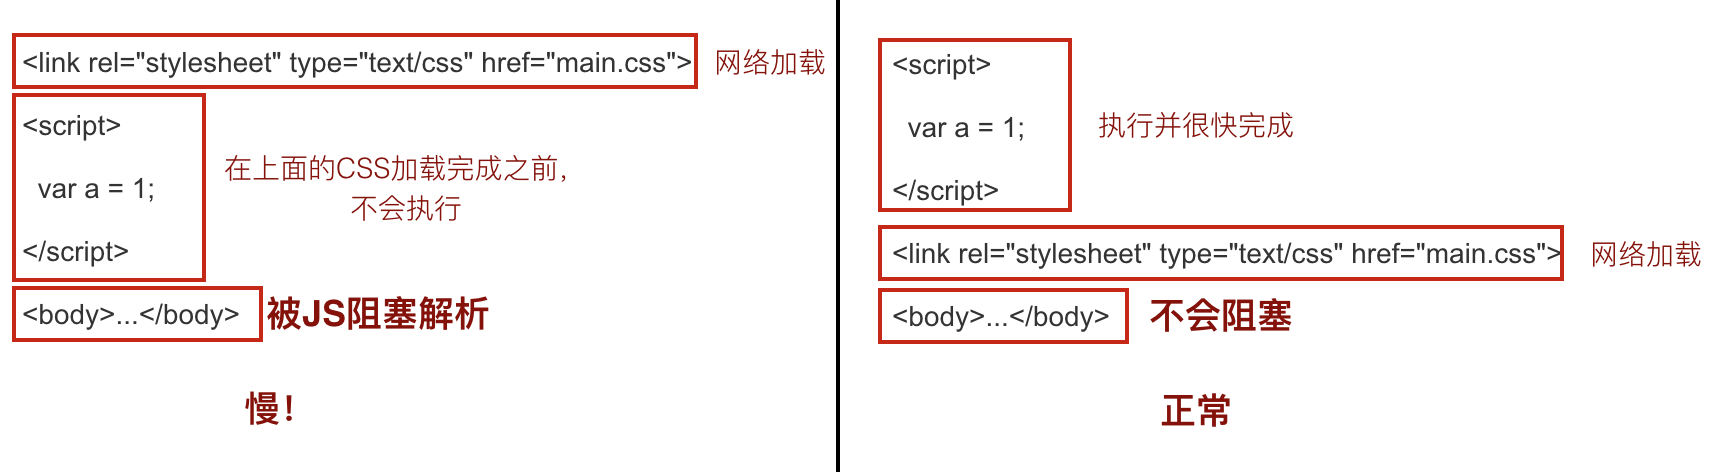 <link rel="stylesheet" type="text/css" href="main.css"> 网络加载
<script>
var a = 1;
</script>
在上面的CSS加载完成之前，
不会执行
<body>...</body> 被JS阻塞解析
慢！
<script>
var a = 1;
</script>
执行并很快完成
<link rel="stylesheet" type="text/css" href="main.css"> 网络加载
<body>...</body> 不会阻塞
正常